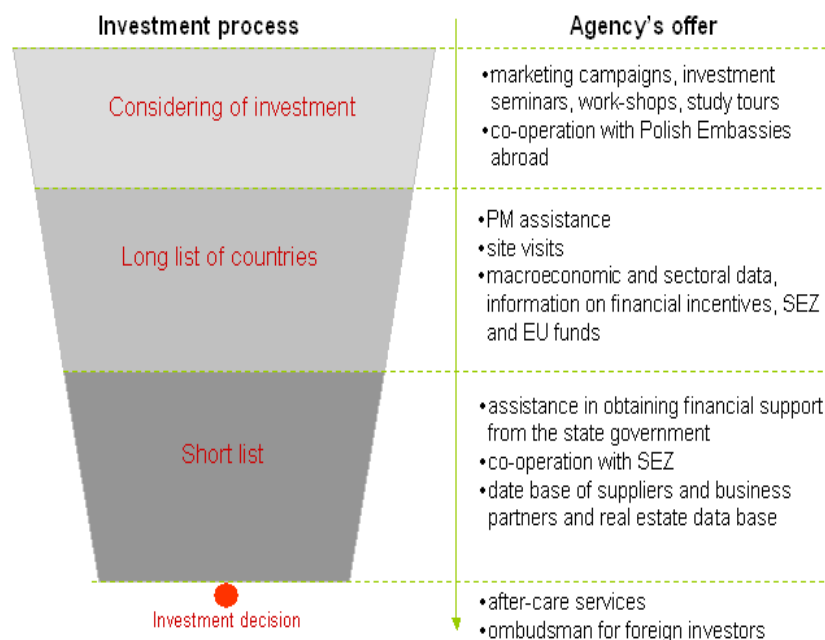 Investment process
Agency's offer
Considering of investment
•marketing campaigns, investment
seminars, work-shops, study tours
•co-operation with Polish Embassies
abroad
Long list of countries
•PM assistance
•site visits
•macroeconomic and sectoral data,
information on financial incentives, SEZ
and EU funds
Short list
•assistance in obtaining financial support
from the state government
•co-operation with SEZ
•date base of suppliers and business
partners and real estate data base
Investment decision
•after-care services
•ombudsman for foreign investors